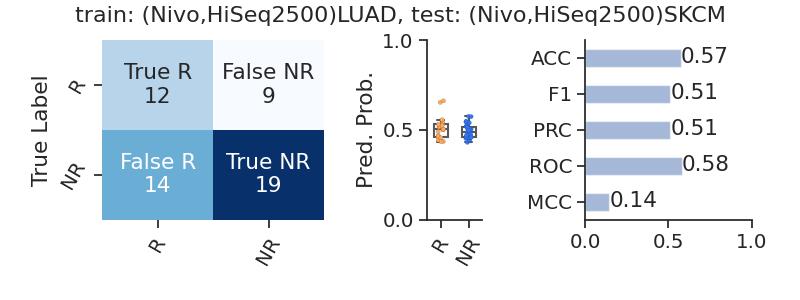 train: (Nivo,HiSeq2500)LUAD, test: (Nivo,HiSeq2500)SKCM
True Label
R
NR
True R
12
False NR
9
False R
14
True NR
19
R
NR
Pred. Prob.
1.0
0.5
0.0
R
NR
ACC
0.57
F1
0.51
PRC
0.51
ROC
0.58
MCC
0.14
0.0
0.5
1.0